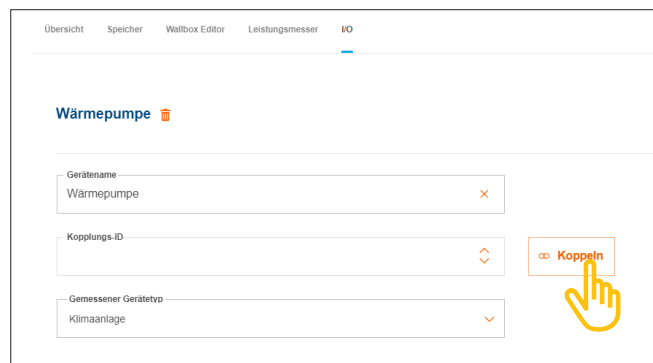 Übersicht Speicher Wallbox Editor Leistungsmesser I/O
Wärmepumpe
Gerätename
Wärmepumpe
Kopplungs-ID
Koppeln
Gemessener Gerätetyp
Klimaanlage